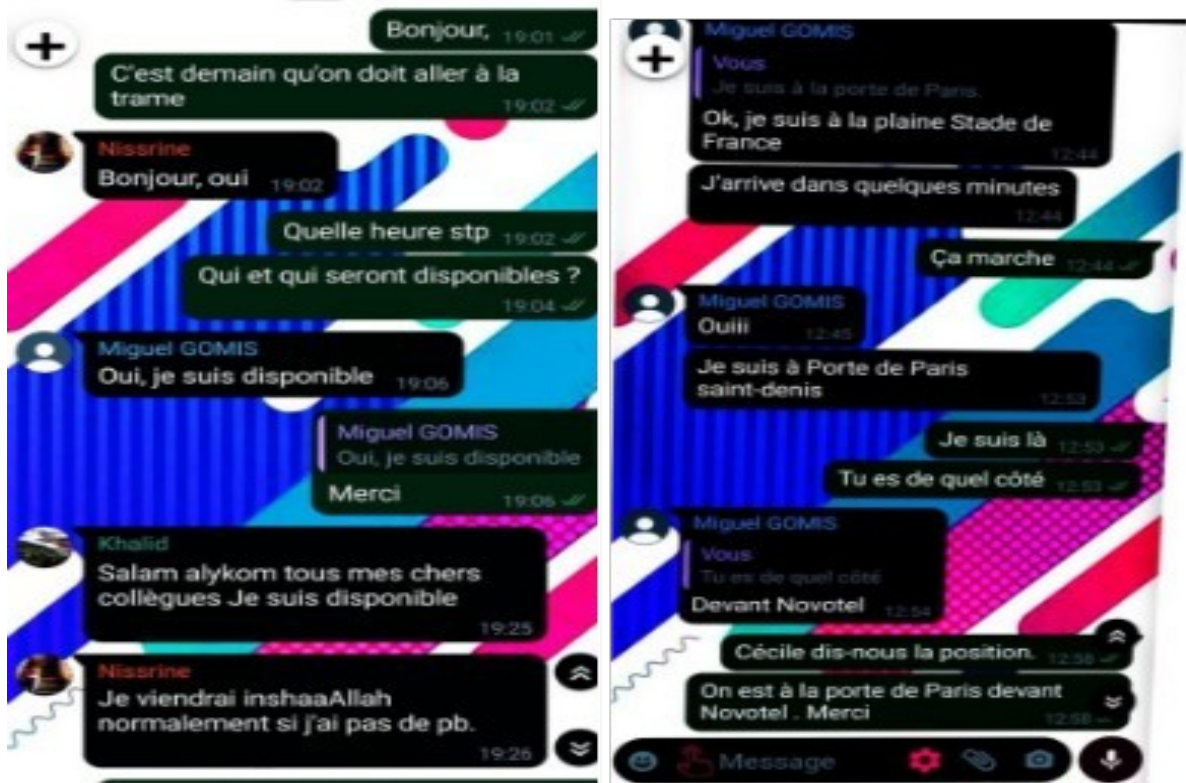 Bonjour, 19:01
C'est demain qu'on doit aller à la
trame
19:02
Nissrine
Bonjour, oui 19:02
Quelle heure stp 19:02
Qui et qui seront disponibles ?
19:04
Miguel GOMIS
Oui, je suis disponible 19:06
Miguel GOMIS
Oui, je suis disponible
Merci 19:06
Khalid
Salam alykom tous mes chers
collègues Je suis disponible
19:25
Nissrine
Je viendrai inshaaAllah
normalement si j'ai pas de pb.
19:26
Miguel GOMIS
Vous
Je suis à la porte de Paris.
Ok, je suis à la plaine Stade de
France
12:44
J'arrive dans quelques minutes
12:44
Ça marche 12:44
Miguel GOMIS
Ouiii 12:45
Je suis à Porte de Paris
saint-denis
12:53
Je suis là 12:53
Tu es de quel côté 12:53
Miguel GOMIS
Vous
Tu es de quel côté
Devant Novotel 12:54
Cécile dis-nous la position. 12:58
On est à la porte de Paris devant
Novotel . Merci
12:58
Message